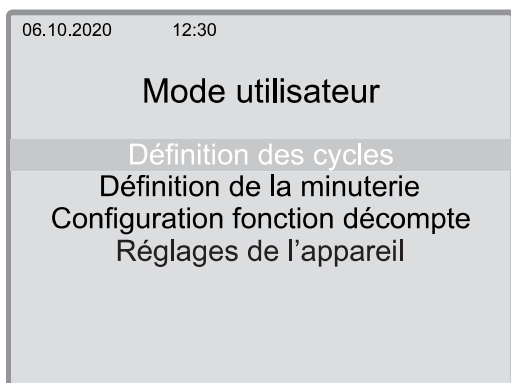 06.10.2020 12:30
Mode utilisateur
Définition des cycles
Définition de la minuterie
Configuration fonction décompte
Réglages de l’appareil